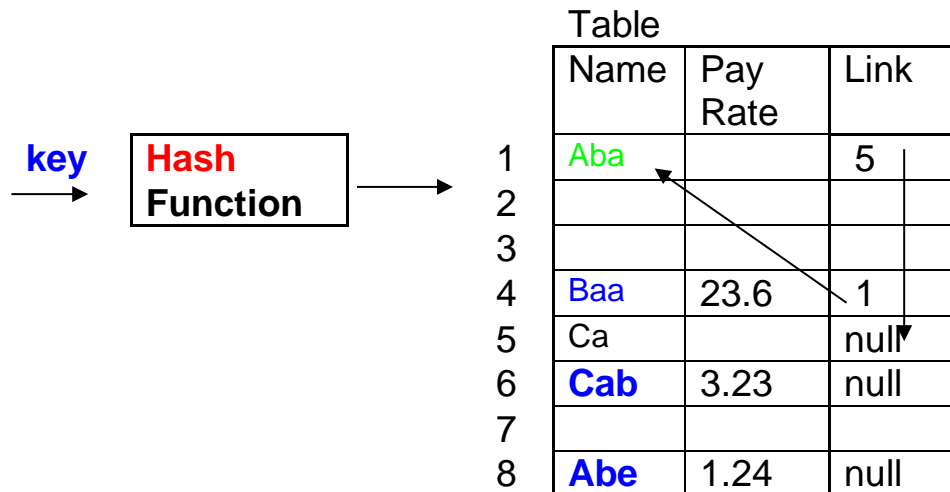 Table
Name Pay Rate Link
key Hash Function
1 Aba 5
2
3
4 Baa 23.6 1
5 Ca null
6 Cab 3.23 null
7
8 Abe 1.24 null